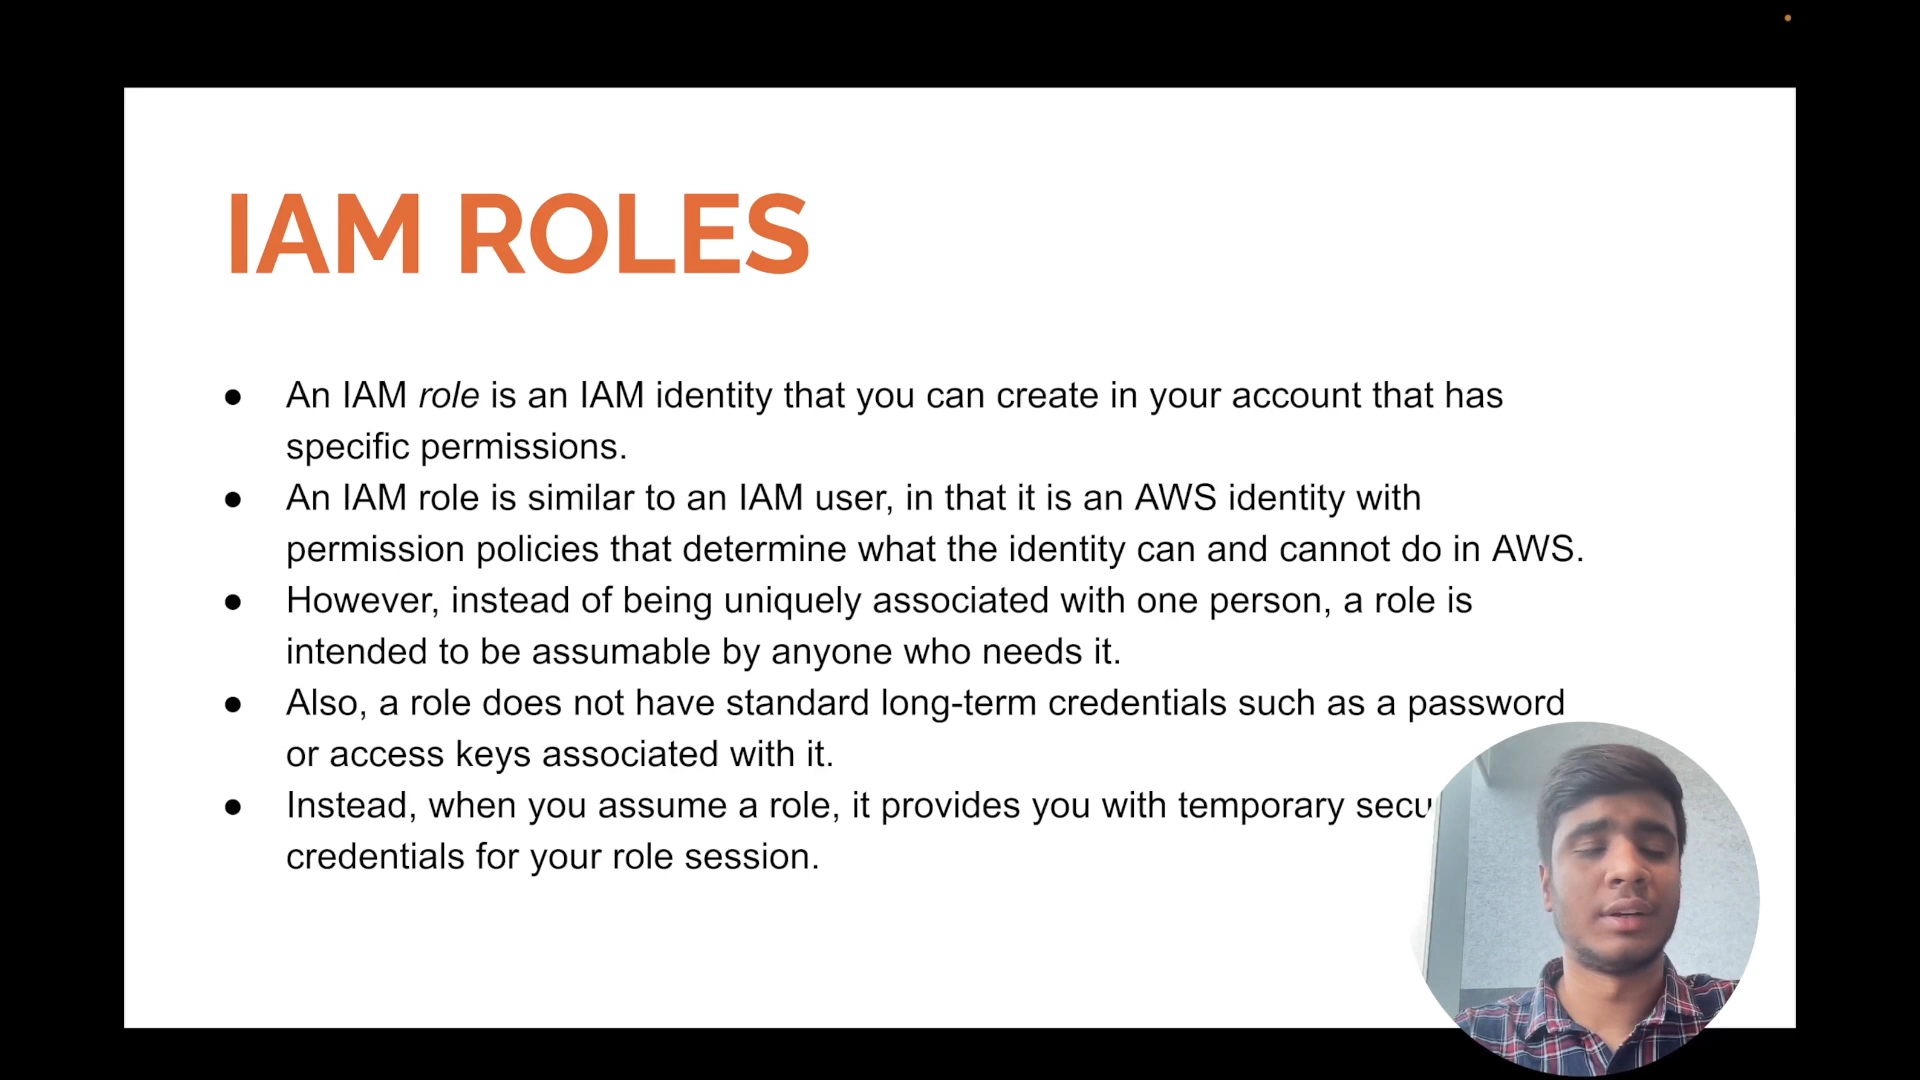 IAM ROLES
● An IAM role is an IAM identity that you can create in your account that has
specific permissions.
● An IAM role is similar to an IAM user, in that it is an AWS identity with
permission policies that determine what the identity can and cannot do in AWS.
● However, instead of being uniquely associated with one person, a role is
intended to be assumable by anyone who needs it.
● Also, a role does not have standard long-term credentials such as a password
or access keys associated with it.
● Instead, when you assume a role, it provides you with temporary
credentials for your role session.